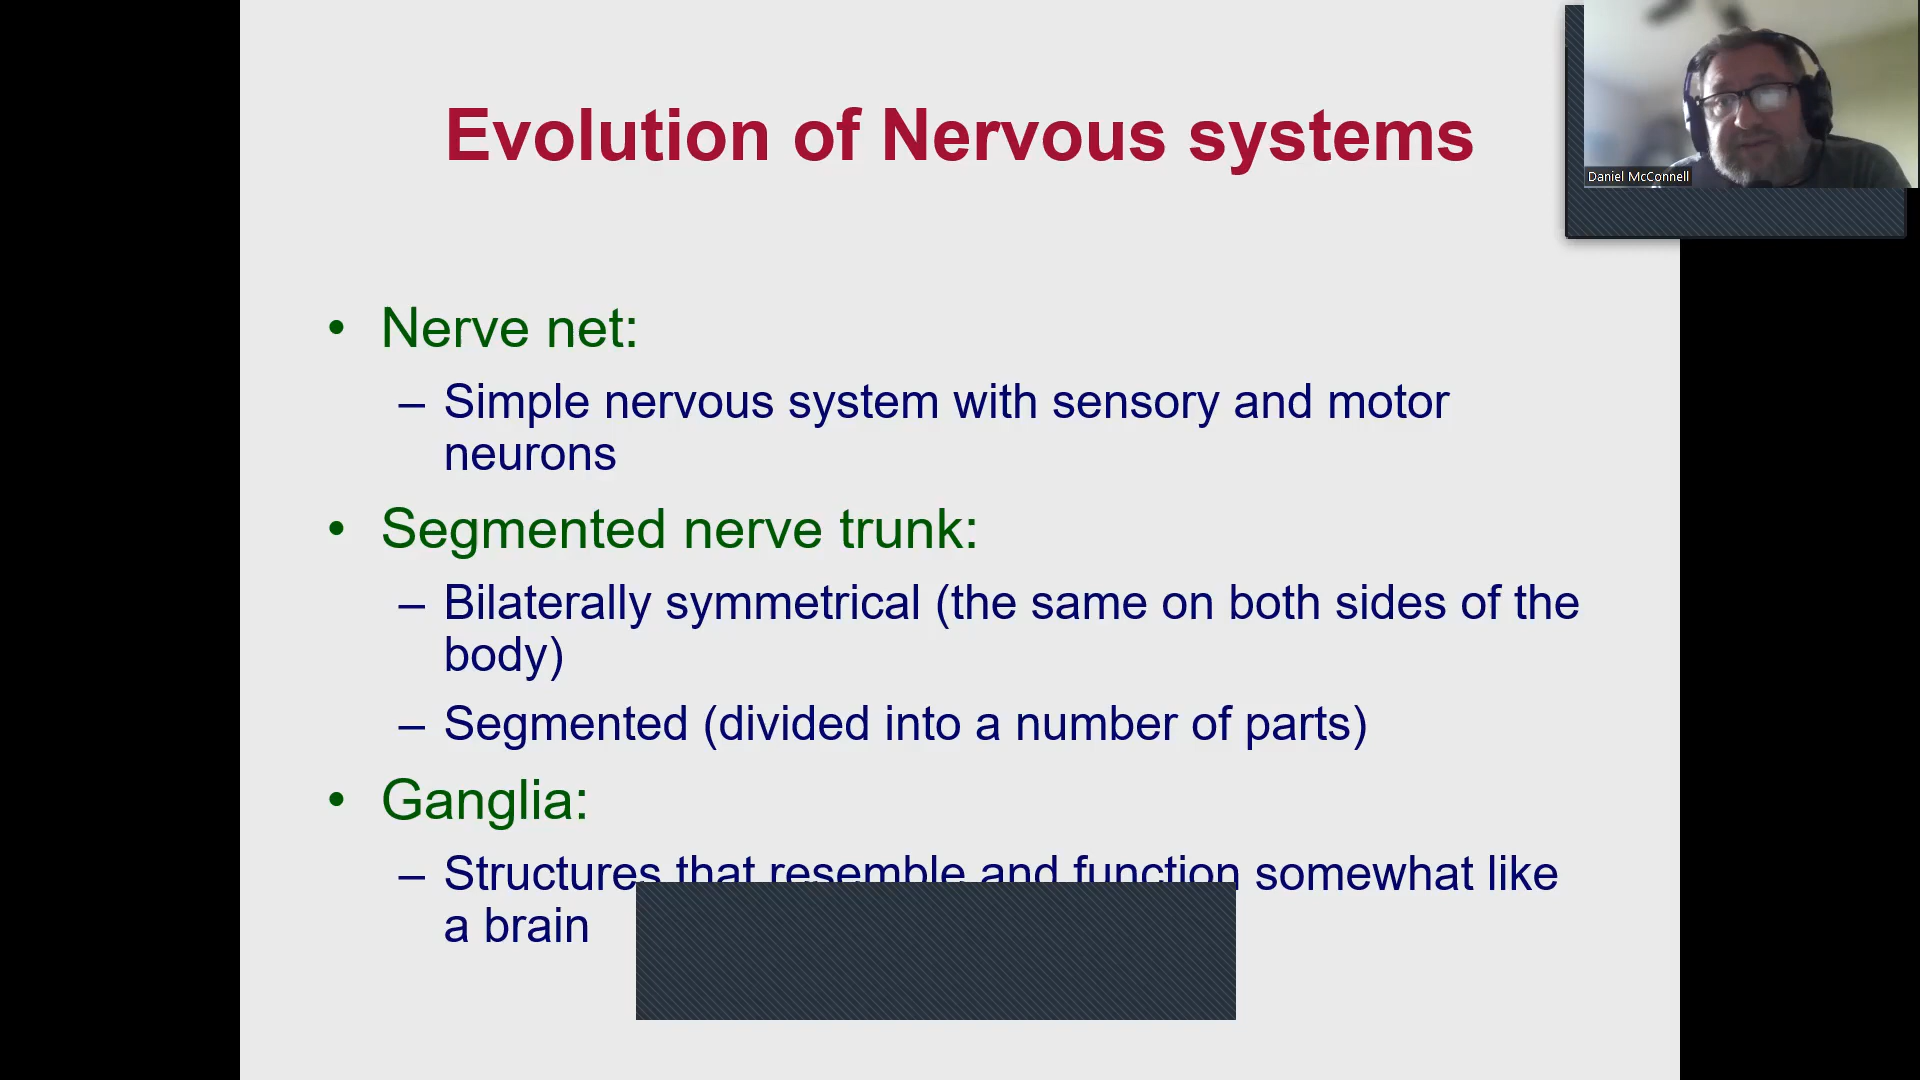 Evolution of Nervous systems
Daniel McConnell
• Nerve net:
– Simple nervous system with sensory and motor
neurons
• Segmented nerve trunk:
– Bilaterally symmetrical (the same on both sides of the
body)
– Segmented (divided into a number of parts)
• Ganglia:
– Structures that resemble and function somewhat like
a brain